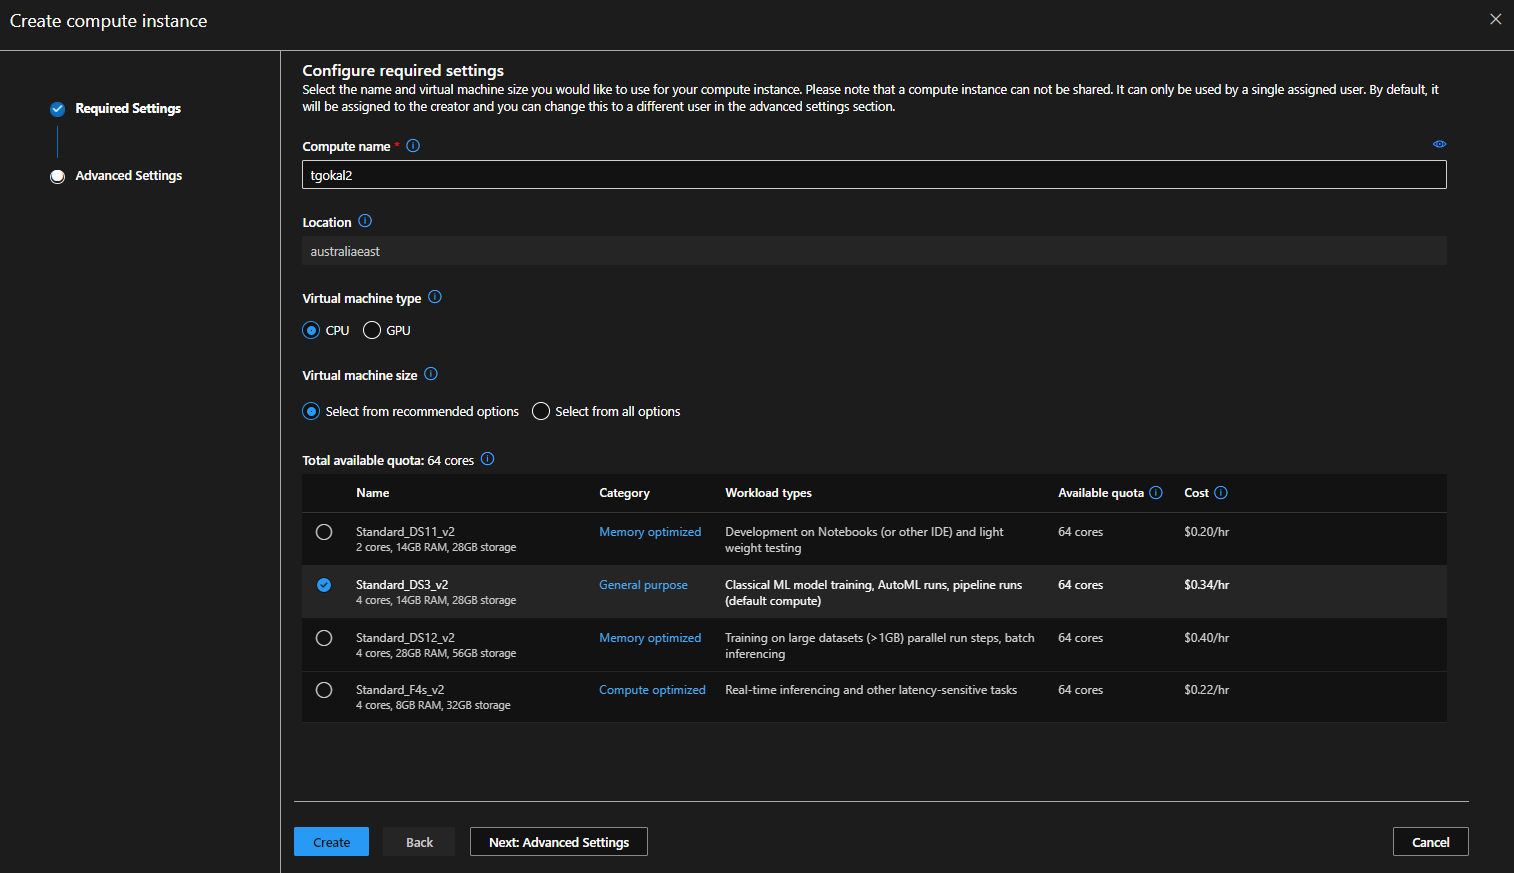 Create compute instance
Required Settings
Advanced Settings
Configure required settings
Select the name and virtual machine size you would like to use for your compute instance. Please note that a compute instance can not be shared. It can only be used by a single assigned user. By default, it
will be assigned to the creator and you can change this to a different user in the advanced settings section.
Compute name *
tgokal2
Location
australiaeast
Virtual machine type
CPU GPU
Virtual machine size
Select from recommended options Select from all options
Total available quota: 64 cores
Name Category Workload types Available quota Cost
Standard_DS11_v2 Memory optimized Development on Notebooks (or other IDE) and light 64 cores $0.20/hr
2 cores, 14GB RAM, 28GB storage weight testing
Standard_DS3_v2 General purpose Classical ML model training, AutoML runs, pipeline runs 64 cores $0.34/hr
4 cores, 14GB RAM, 28GB storage (default compute)
Standard_DS12_v2 Memory optimized Training on large datasets (>1GB) parallel run steps, batch 64 cores $0.40/hr
4 cores, 28GB RAM, 56GB storage inferencing
Standard_F4s_v2 Compute optimized Real-time inferencing and other latency-sensitive tasks 64 cores $0.22/hr
4 cores, 8GB RAM, 32GB storage
Create Back Next: Advanced Settings Cancel